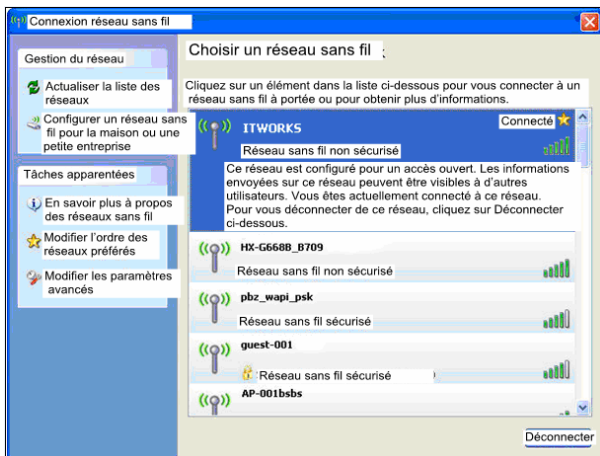 Connexion réseau sans fil
Gestion du réseau
Actualiser la liste des
réseaux
Configurer un réseau sans
fil pour la maison ou une
petite entreprise
Tâches apparentées
En savoir plus à propos
des réseaux sans fil
Modifier l'ordre des
réseaux préférés
Modifier les paramètres
avancés
Choisir un réseau sans fil
Cliquez sur un élément dans la liste ci-dessous pour vous connecter à un
réseau sans fil à portée ou pour obtenir plus d'informations.
ITWORKS
Connecté
Réseau sans fil non sécurisé
Ce réseau est configuré pour un accès ouvert. Les informations
envoyées sur ce réseau peuvent être visibles à d'autres
utilisateurs. Vous êtes actuellement connecté à ce réseau.
Pour vous déconnecter de ce réseau, cliquez sur Déconnecter
ci-dessous.
HX-G668B_B709
Réseau sans fil non sécurisé
pbz_wapi_psk
Réseau sans fil sécurisé
guest-001
Réseau sans fil sécurisé
AP-001bsbs
Déconnecter